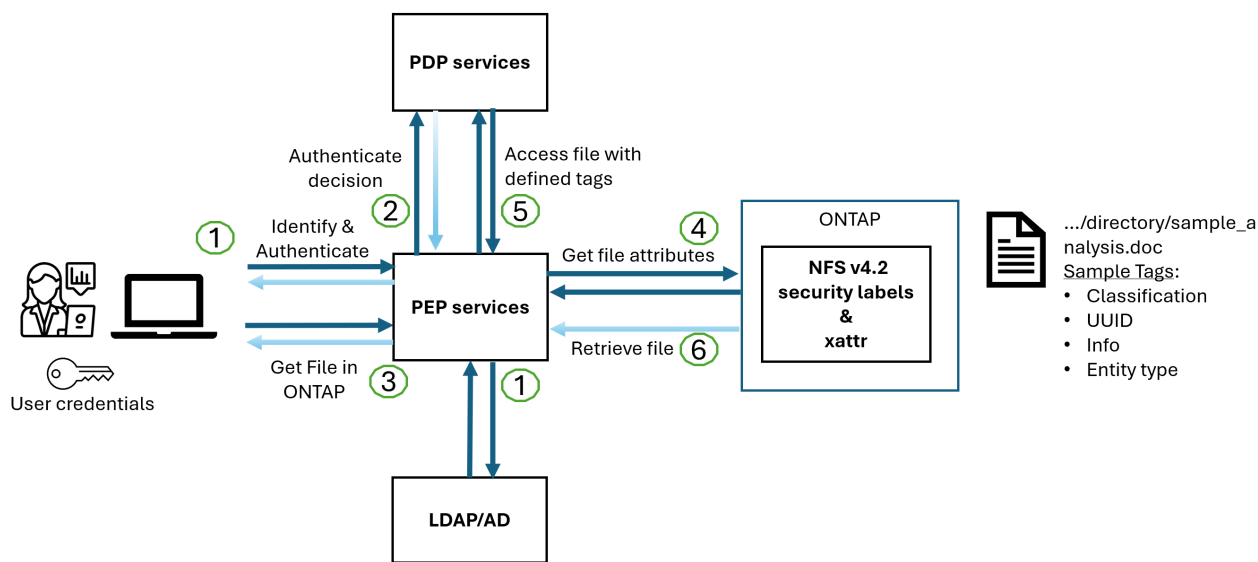 PDP services
Authenticate
decision
2
Access file with
defined tags
5
1
Identify &
Authenticate
PEP services
Get File in
ONTAP
3
User credentials
Get file attributes
4
Retrieve file
6
1
LDAP/AD
ONTAP
NFS v4.2
security labels
&
xattr
.../directory/sample_a
nalysis.doc
Sample Tags:
• Classification
• UUID
• Info
• Entity type